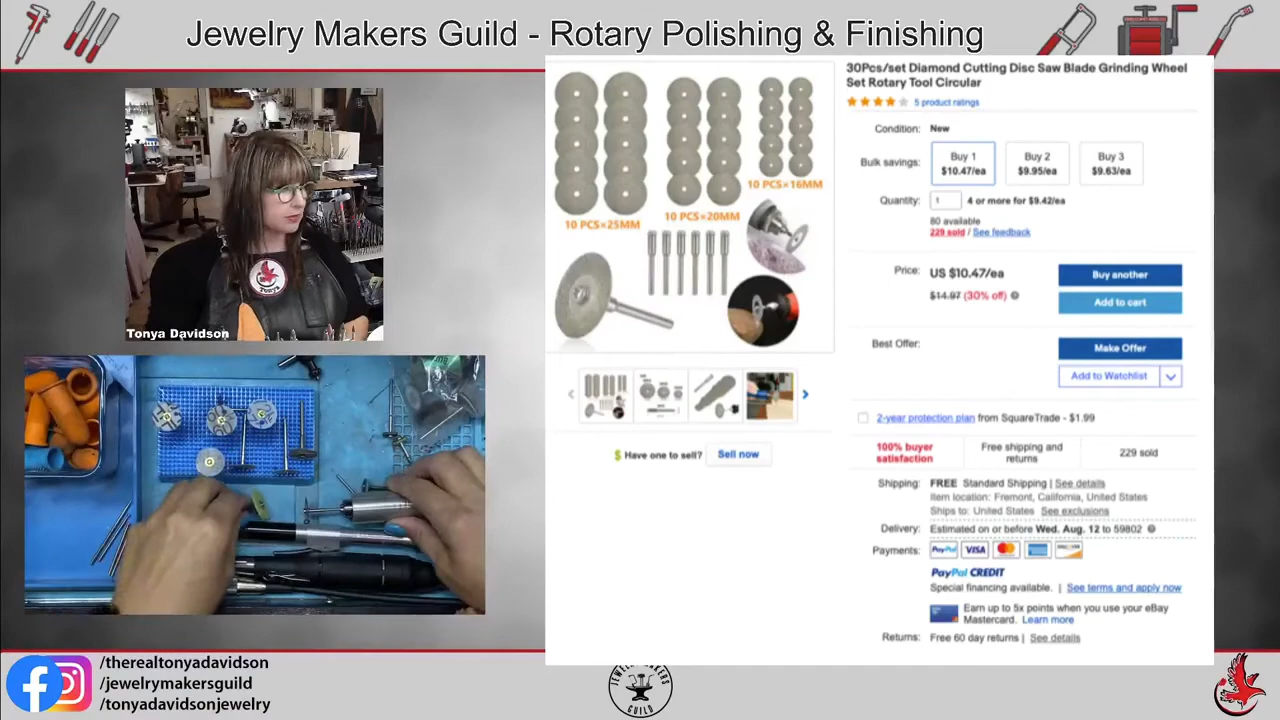 Jewelry Makers Guild - Rotary Polishing & Finishing
Tonya Davidson
TONYA
30Pcs/set Diamond Cutting Disc Saw Blade Grinding Wheel
Set Rotary Tool Circular
5 product ratings
Condition: New
Bulk savings:
Buy 1
$10.47/ea
Buy 2
$9.95/ea
Buy 3
$9.63/ea
Quantity: 1 4 or more for $9.42/ea
80 available
229 sold / See feedback
Price: US $10.47/ea
$14.97 (30% off)
Buy another
Add to cart
Best Offer:
Make Offer
Add to Watchlist
10 PCS×25MM
10 PCS×20MM
10 PCS×16MM
$ Have one to sell? Sell now
2-year protection plan from SquareTrade - $1.99
100% buyer
satisfaction
Free shipping and
returns
229 sold
Shipping: FREE Standard Shipping | See details
Item location: Fremont, California, United States
Ships to: United States See exclusions
Delivery: Estimated on or before Wed. Aug. 12 to 59802
Payments: PayPal VISA
PayPal CREDIT
Special financing available. | See terms and apply now
Earn up to 5x points when you use your eBay
Mastercard. Learn more
Returns: Free 60 day returns | See details
/therealtonyadavidson
/jewelrymakersguild
/tonyadavidsonjewelry
JEWELRY MAKERS
GUILD